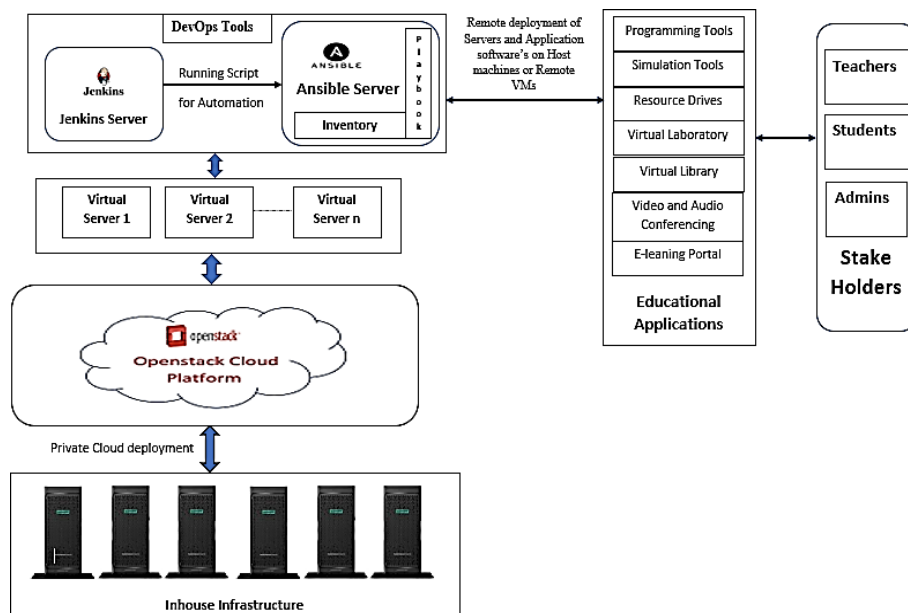 DevOps Tools
Jenkins
Jenkins Server
Running Script
for Automation
ANSIBLE
Ansible Server
Inventory
Playbook
Remote deployment of
Servers and Application
software's on Host
machines or Remote
VMs
Programming Tools
Simulation Tools
Resource Drives
Virtual Laboratory
Virtual Library
Video and Audio
Conferencing
E-leaning Portal
Educational
Applications
Teachers
Students
Admins
Stake
Holders
Virtual
Server 1
Virtual
Server 2
Virtual
Server n
openstack
Openstack Cloud
Platform
Private Cloud deployment
Inhouse Infrastructure